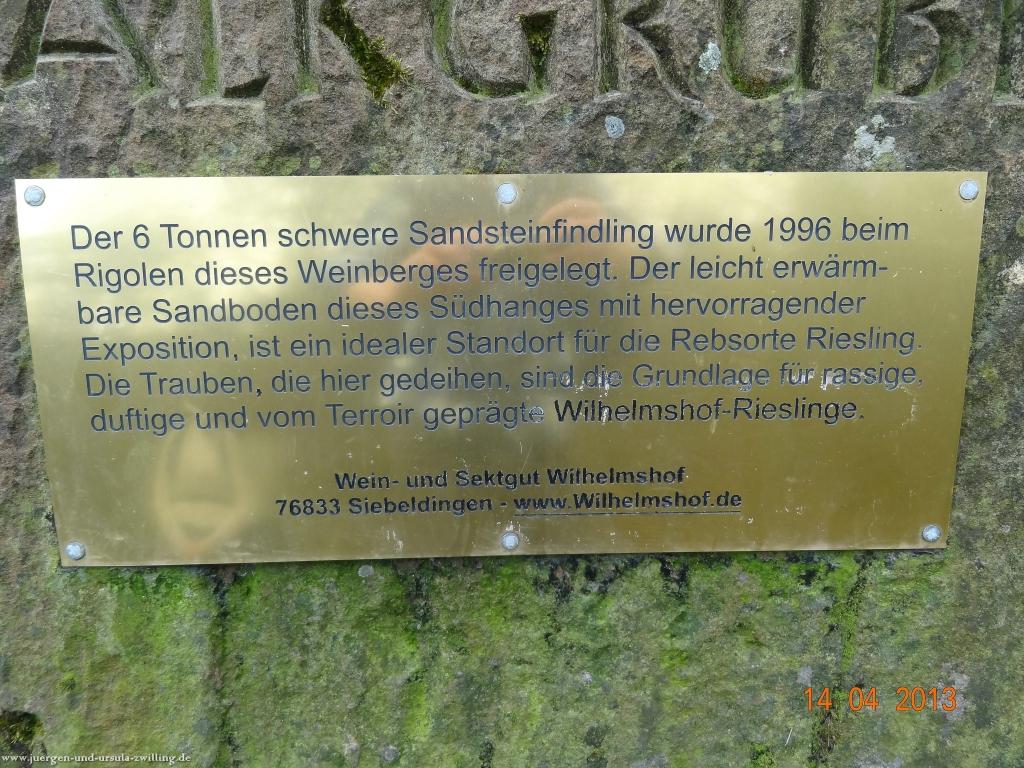 Der 6 Tonnen schwere Sandsteinfindling wurde 1996 beim
Rigolen dieses Weinberges freigelegt. Der leicht erwärm-
bare Sandboden dieses Südhanges mit hervorragender
Exposition, ist ein idealer Standort für die Rebsorte Riesling.
Die Trauben, die hier gedeihen, sind die Grundlage für rassige,
duftige und vom Terroir geprägte Wilhelmshof-Rieslinge.
Wein- und Sektgut Wilhelmshof
76833 Siebeldingen - www.Wilhelmshof.de
14 04 2013
www.juergen-und-ursula-zwilling.de